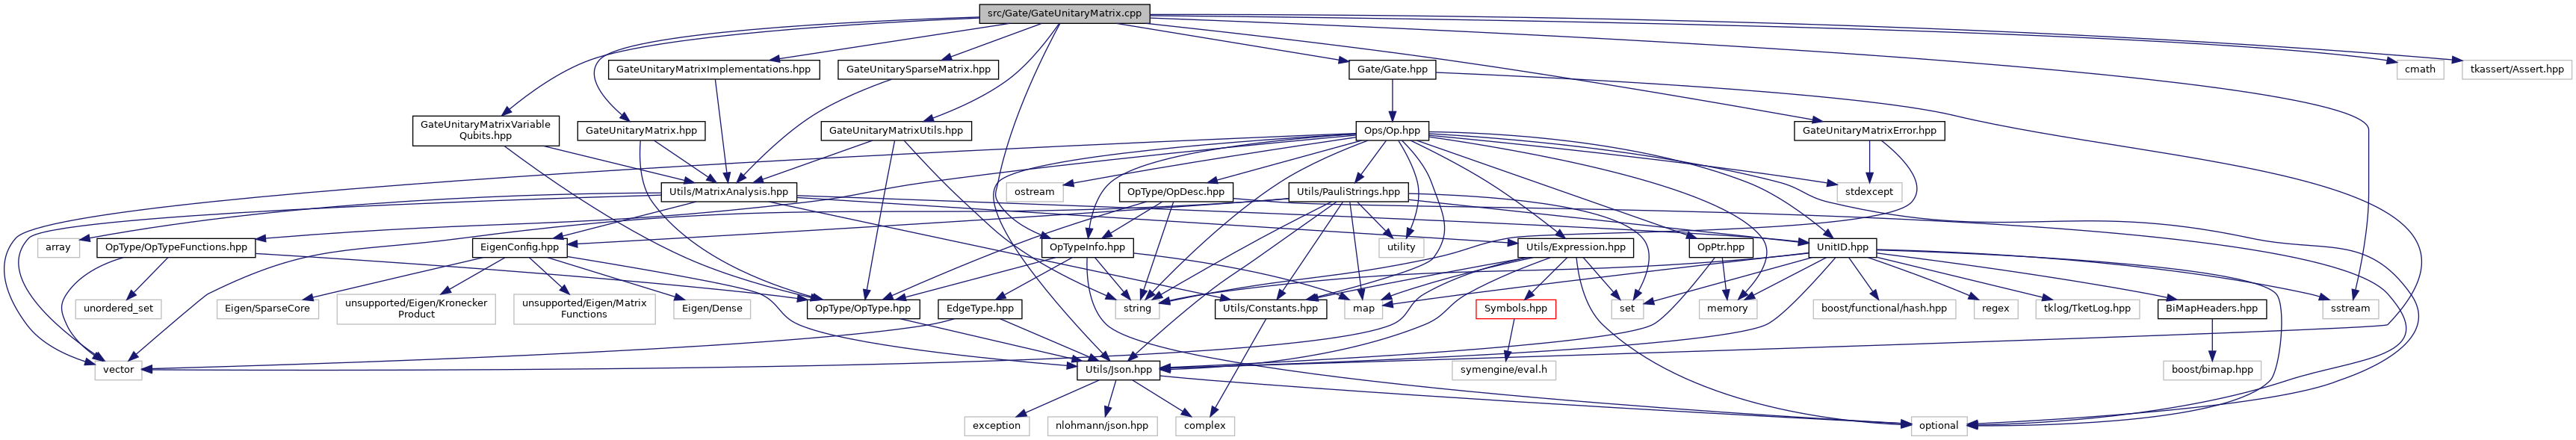 src/Gate/GateUnitaryMatrix.cpp
GateUnitaryMatrixImplementations.hpp
GateUnitarySparseMatrix.hpp
Gate/Gate.hpp
cmath
tkassert/Assert.hpp
GateUnitaryMatrixVariable
Qubits.hpp
GateUnitaryMatrix.hpp
GateUnitaryMatrixUtils.hpp
Ops/Op.hpp
GateUnitaryMatrixError.hpp
Utils/MatrixAnalysis.hpp
ostream
OpType/OpDesc.hpp
Utils/PauliStrings.hpp
stdexcept
array
OpType/OpTypeFunctions.hpp
EigenConfig.hpp
OpTypeInfo.hpp
utility
Utils/Expression.hpp
OpPtr.hpp
UnitID.hpp
unordered_set
Eigen/SparseCore
unsupported/Eigen/Kronecker
Product
unsupported/Eigen/Matrix
Functions
Eigen/Dense
OpType/OpType.hpp
EdgeType.hpp
string
Utils/Constants.hpp
map
Symbols.hpp
set
memory
boost/functional/hash.hpp
regex
tklog/TketLog.hpp
BiMapHeaders.hpp
sstream
vector
Utils/Json.hpp
symengine/eval.h
boost/bimap.hpp
exception
nlohmann/json.hpp
complex
optional